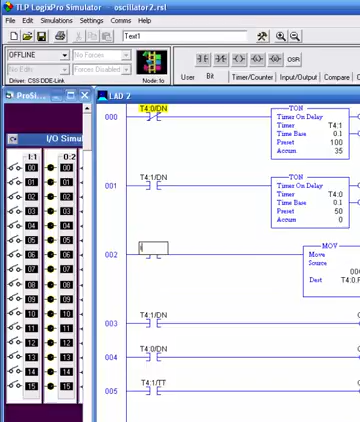 TLP LogixPro Simulator - oscillator2.rsl
File Edit Simulations Settings Comms Help
Text1
OFFLINE
No Forces
No Edits
Forces Disabled
Driver: CSS DDE-Link
Node: to
OSR
User Bit Timer/Counter Input/Output Compare
ProSi...
LAD 2
I/O Simu
I:1 O:2
00 00
01 01
02 02
03 03
04 04
05 05
06 06
07 07
08 08
09 09
10 10
11 11
12 12
13 13
14 14
15 15
000
T4:0/DN
TON
Timer On Delay
Timer T4:1
Time Base 0.1
Preset 100
Accum 35
001
T4:1/DN
TON
Timer On Delay
Timer T4:0
Time Base 0.1
Preset 50
Accum 0
002
MOV
Move
Source
Dest T4:0.
003
T4:1/DN
004
T4:0/DN
005
T4:1/TT